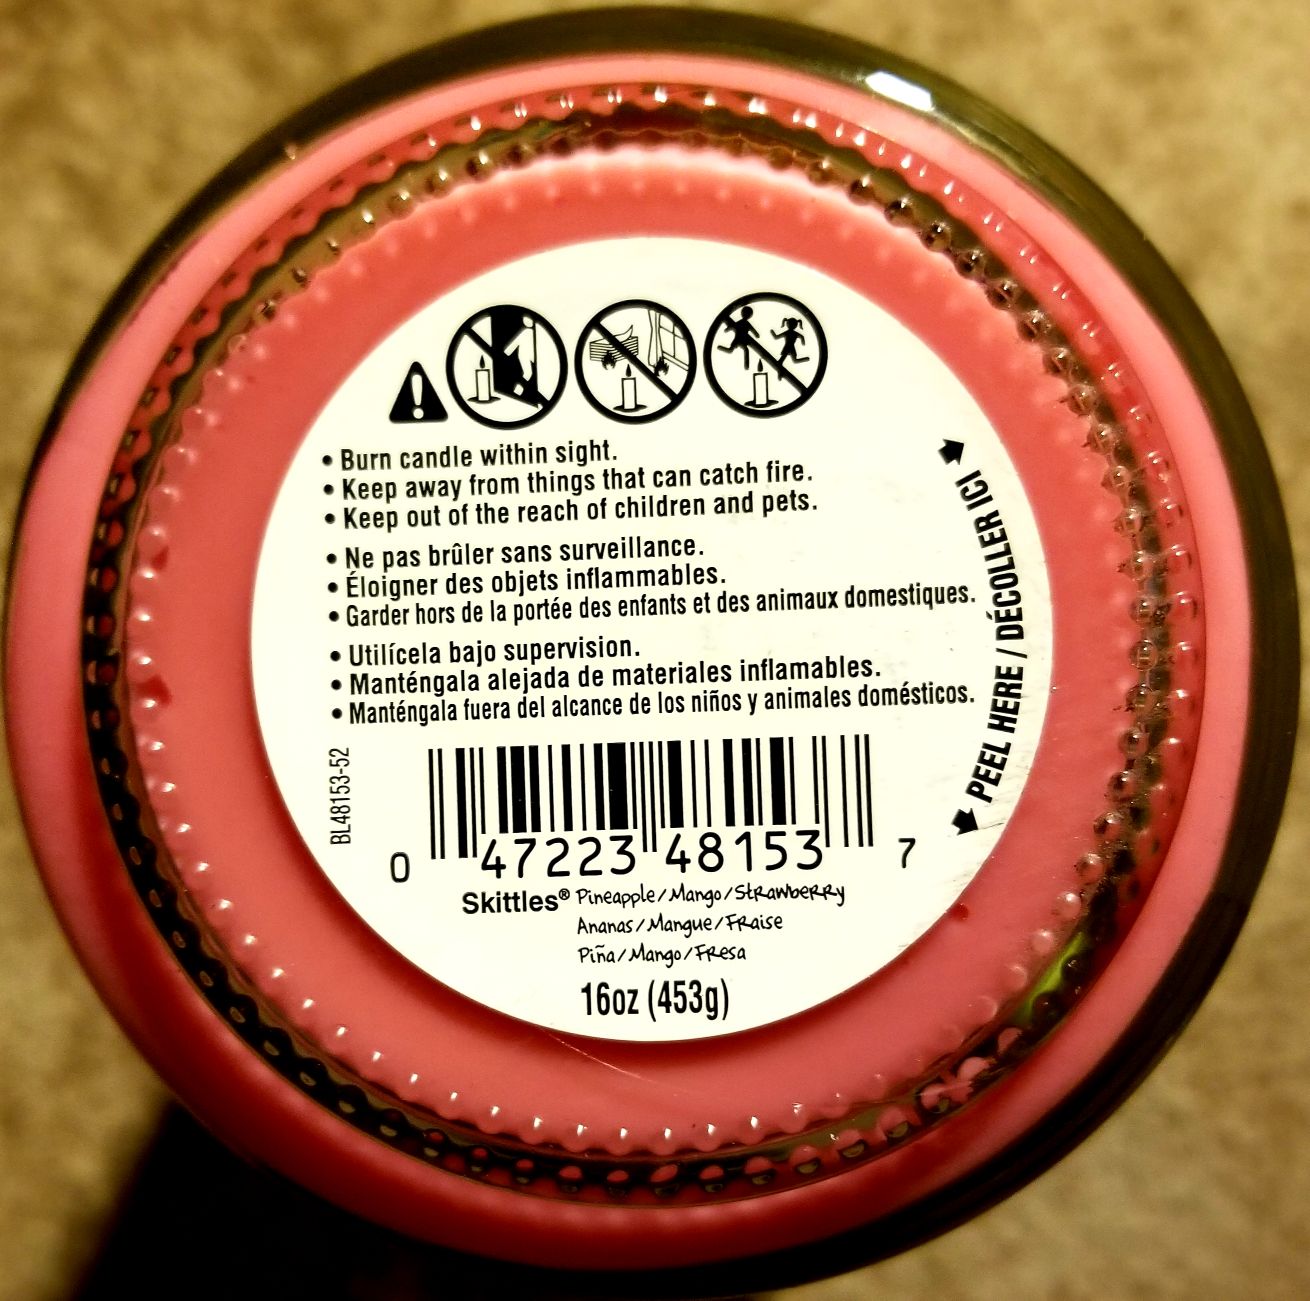 • Burn candle within sight.
• Keep away from things that can catch fire.
• Keep out of the reach of children and pets.
• Ne pas brûler sans surveillance.
• Éloigner des objets inflammables.
• Garder hors de la portée des enfants et des animaux domestiques.
• Utilícela bajo supervision.
• Manténgala alejada de materiales inflamables.
• Manténgala fuera del alcance de los niños y animales domésticos.
PEEL HERE / DÉCOLLER ICI
BL48153-52
0 47223 48153 7
Skittles® Pineapple/Mango/Strawberry
Ananas/Mangue/Fraise
Piña/Mango/Fresa
16oz (453g)